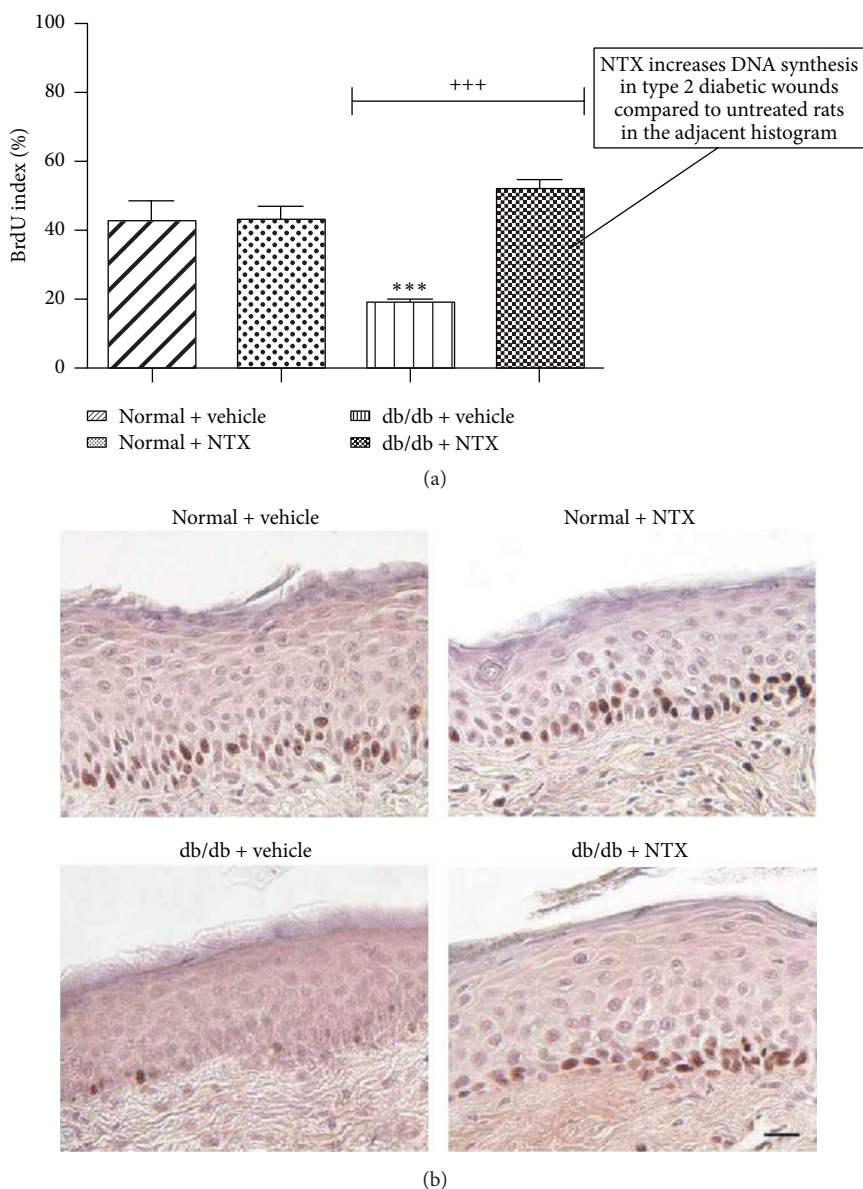 100
80
60
40
20
0
BrdU index (%)
+++
***
NTX increases DNA synthesis
in type 2 diabetic wounds
compared to untreated rats
in the adjacent histogram
Normal + vehicle
Normal + NTX
db/db + vehicle
db/db + NTX
(a)
Normal + vehicle
Normal + NTX
db/db + vehicle
db/db + NTX
(b)